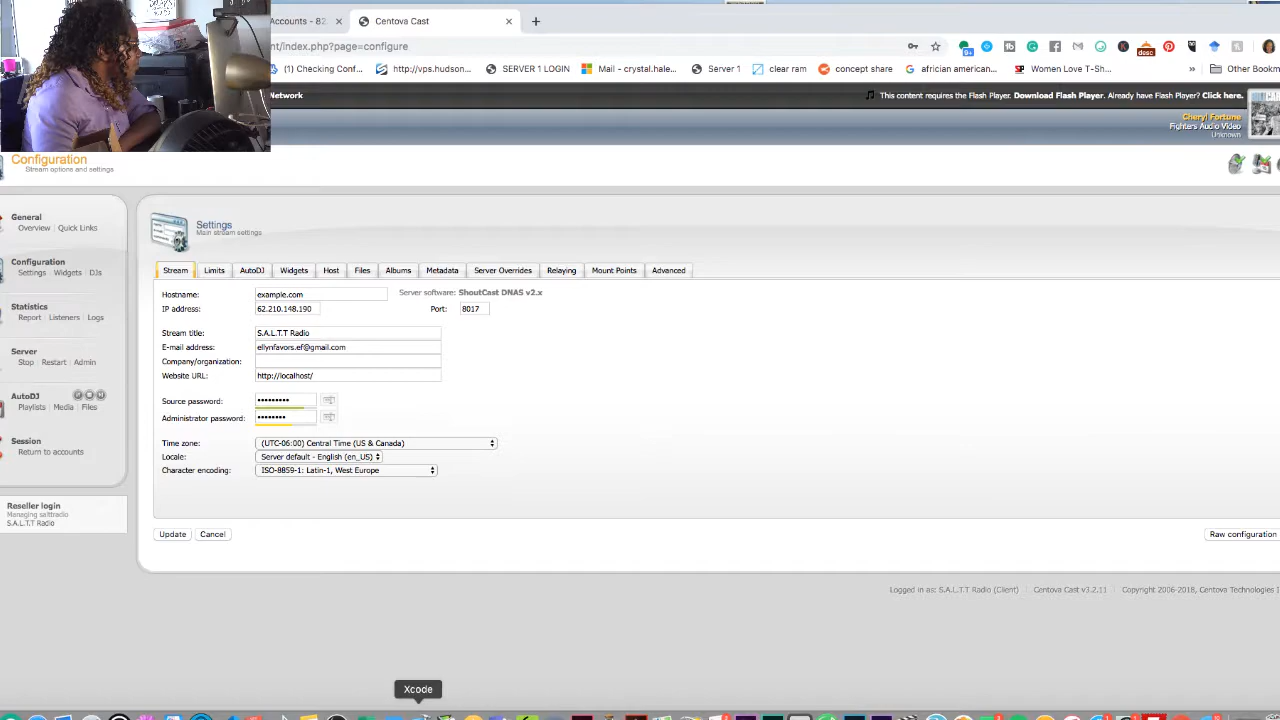 Accounts - 82
Centova Cast
nt/index.php?page=configure
(1) Checking Conf...
http://vps.hudson...
SERVER 1 LOGIN
Mail - crystal.hale...
Server 1
clear ram
concept share
africian american...
Women Love T-Sh...
»
Other Bookm
Network
This content requires the Flash Player. Download Flash Player. Already have Flash Player? Click here.
Cheryl Fortune
Fighters Audio Video
Unknown
Configuration
Stream options and settings
General
Overview | Quick Links
Configuration
Settings | Widgets | DJs
Statistics
Report | Listeners | Logs
Server
Stop | Restart | Admin
AutoDJ
Playlists | Media | Files
Session
Return to accounts
Reseller login
Managing salttradio
S.A.L.T.T Radio
Settings
Main stream settings
Stream Limits AutoDJ Widgets Host Files Albums Metadata Server Overrides Relaying Mount Points Advanced
Hostname: example.com Server software: ShoutCast DNAS v2.x
IP address: 62.210.148.190 Port: 8017
Stream title: S.A.L.T.T Radio
E-mail address: ellynfavors.ef@gmail.com
Company/organization:
Website URL: http://localhost/
Source password: •••••••••
Administrator password: ••••••••
Time zone: (UTC-06:00) Central Time (US & Canada)
Locale: Server default - English (en_US)
Character encoding: ISO-8859-1: Latin-1, West Europe
Update Cancel Raw configuration
Logged in as: S.A.L.T.T Radio (Client) | Centova Cast v3.2.11 | Copyright 2006-2018, Centova Technologies I
Xcode